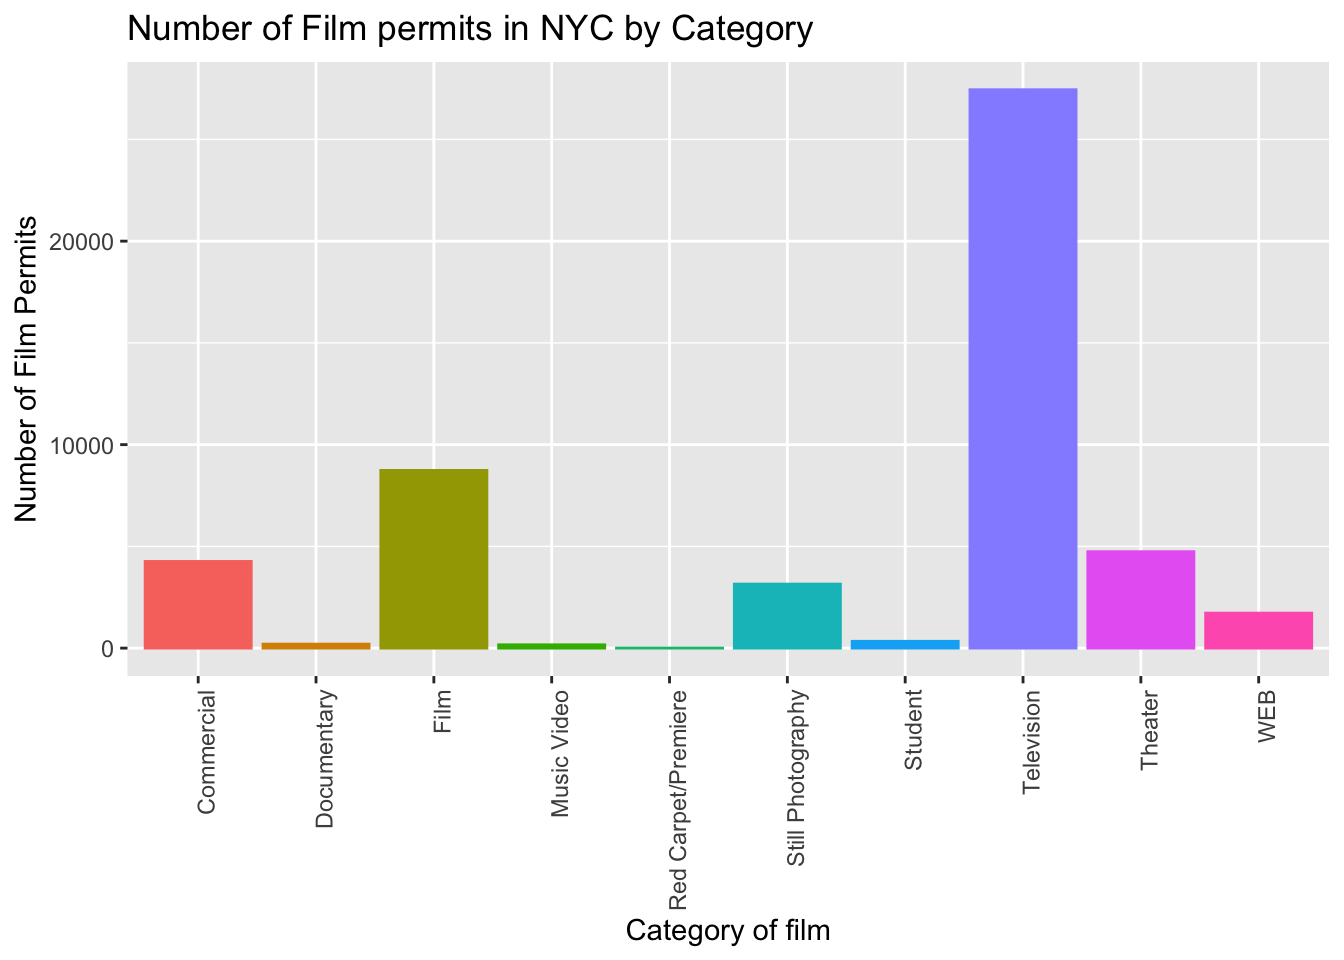 Number of Film permits in NYC by Category
Number of Film Permits
20000
10000
0
Commercial
Documentary
Film
Music Video
Red Carpet/Premiere
Still Photography
Student
Television
Theater
WEB
Category of film